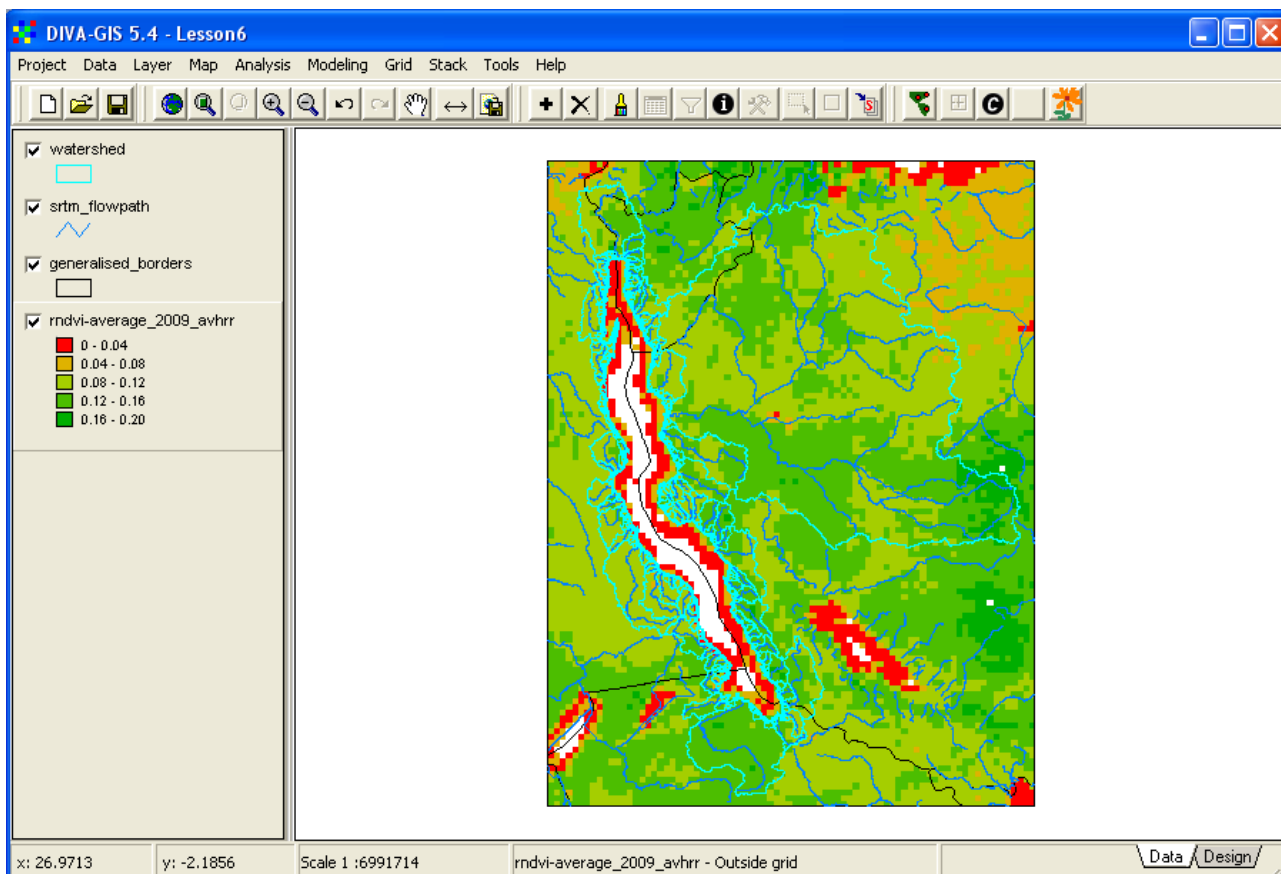 DIVA-GIS 5.4 - Lesson6
Project Data Layer Map Analysis Modeling Grid Stack Tools Help
watershed
srtm_flowpath
generalised_borders
rndvi-average_2009_avhrr
0 - 0.04
0.04 - 0.08
0.08 - 0.12
0.12 - 0.16
0.16 - 0.20
x: 26.9713 y: -2.1856 Scale 1 :6991714 rndvi-average_2009_avhrr - Outside grid Data Design